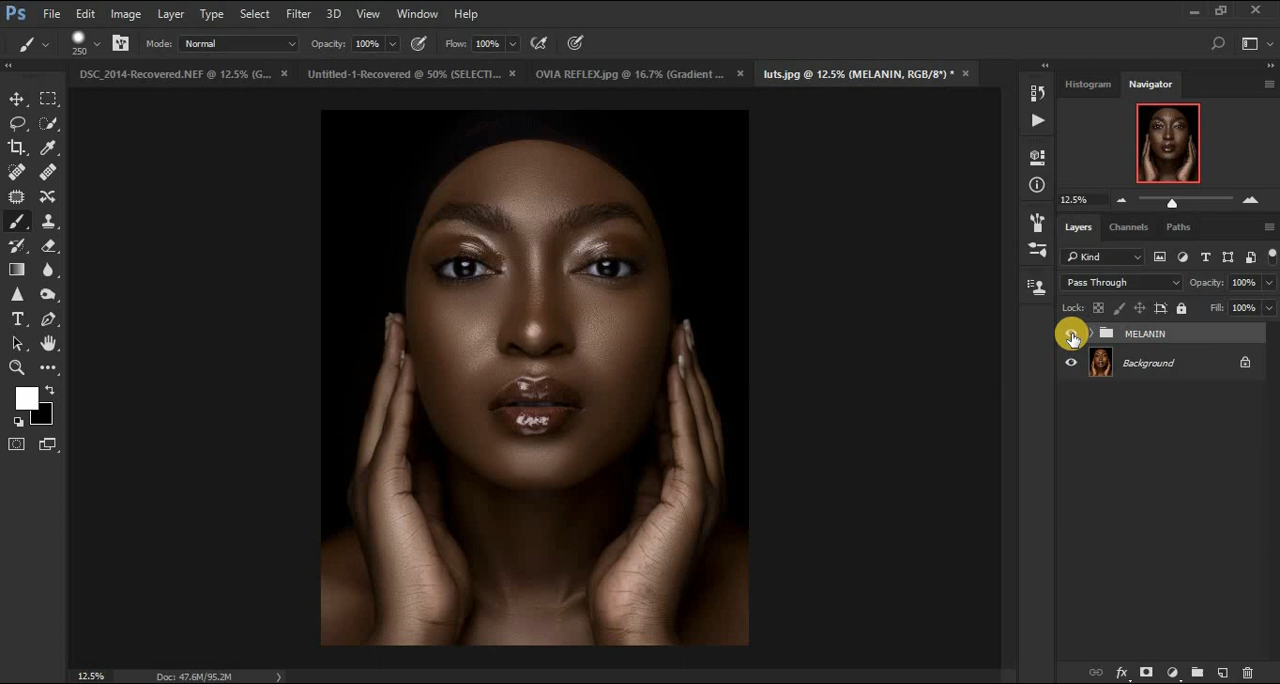 Ps File Edit Image Layer Type Select Filter 3D View Window Help
250 Mode: Normal Opacity: 100% Flow: 100%
DSC_2014-Recovered.NEF @ 12.5% (G... × Untitled-1-Recovered @ 50% (SELECTI... × OVIA REFLEX.jpg @ 16.7% (Gradient ... × luts.jpg @ 12.5% (MELANIN, RGB/8*) * ×
Histogram Navigator
12.5%
Layers Channels Paths
Kind
Pass Through Opacity: 100%
Lock: Fill: 100%
MELANIN
Background
12.5% Doc: 47.6M/95.2M